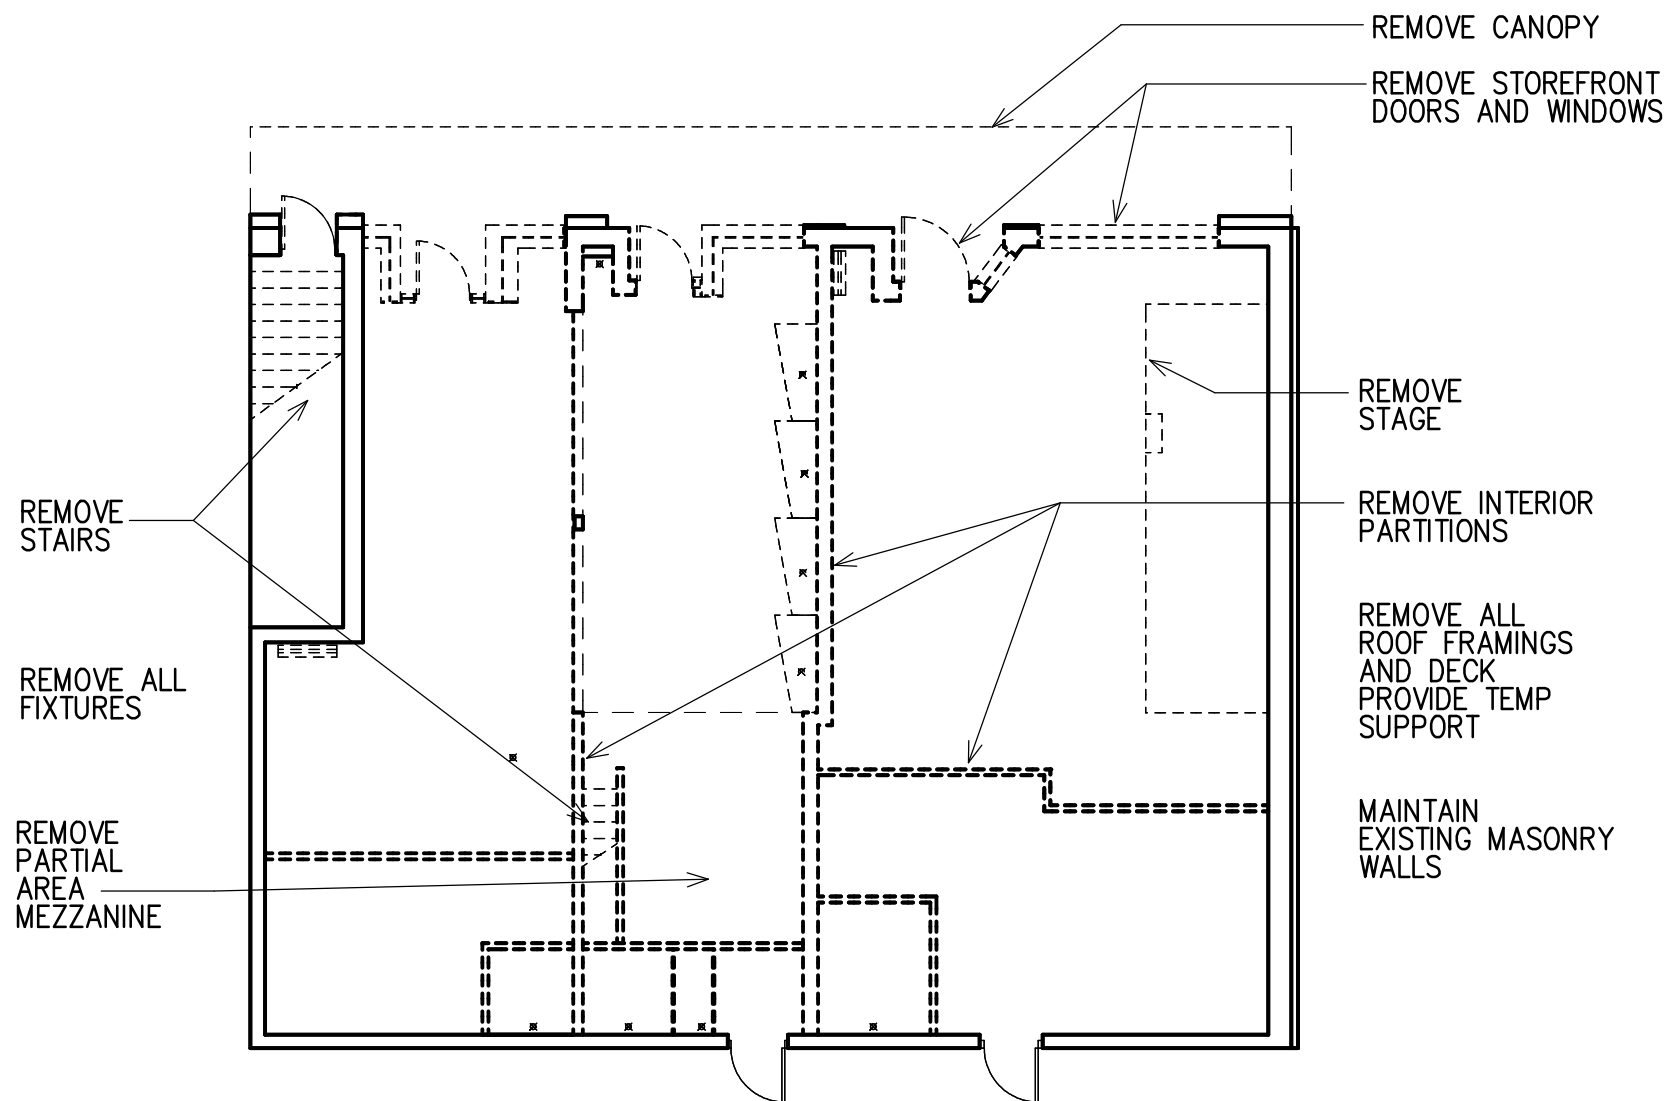 REMOVE CANOPY
REMOVE STOREFRONT
DOORS AND WINDOWS
REMOVE
STAGE
REMOVE
STAIRS
REMOVE INTERIOR
PARTITIONS
REMOVE ALL
ROOF FRAMINGS
AND DECK
PROVIDE TEMP
SUPPORT
REMOVE ALL
FIXTURES
MAINTAIN
EXISTING MASONRY
WALLS
REMOVE
PARTIAL
AREA
MEZZANINE